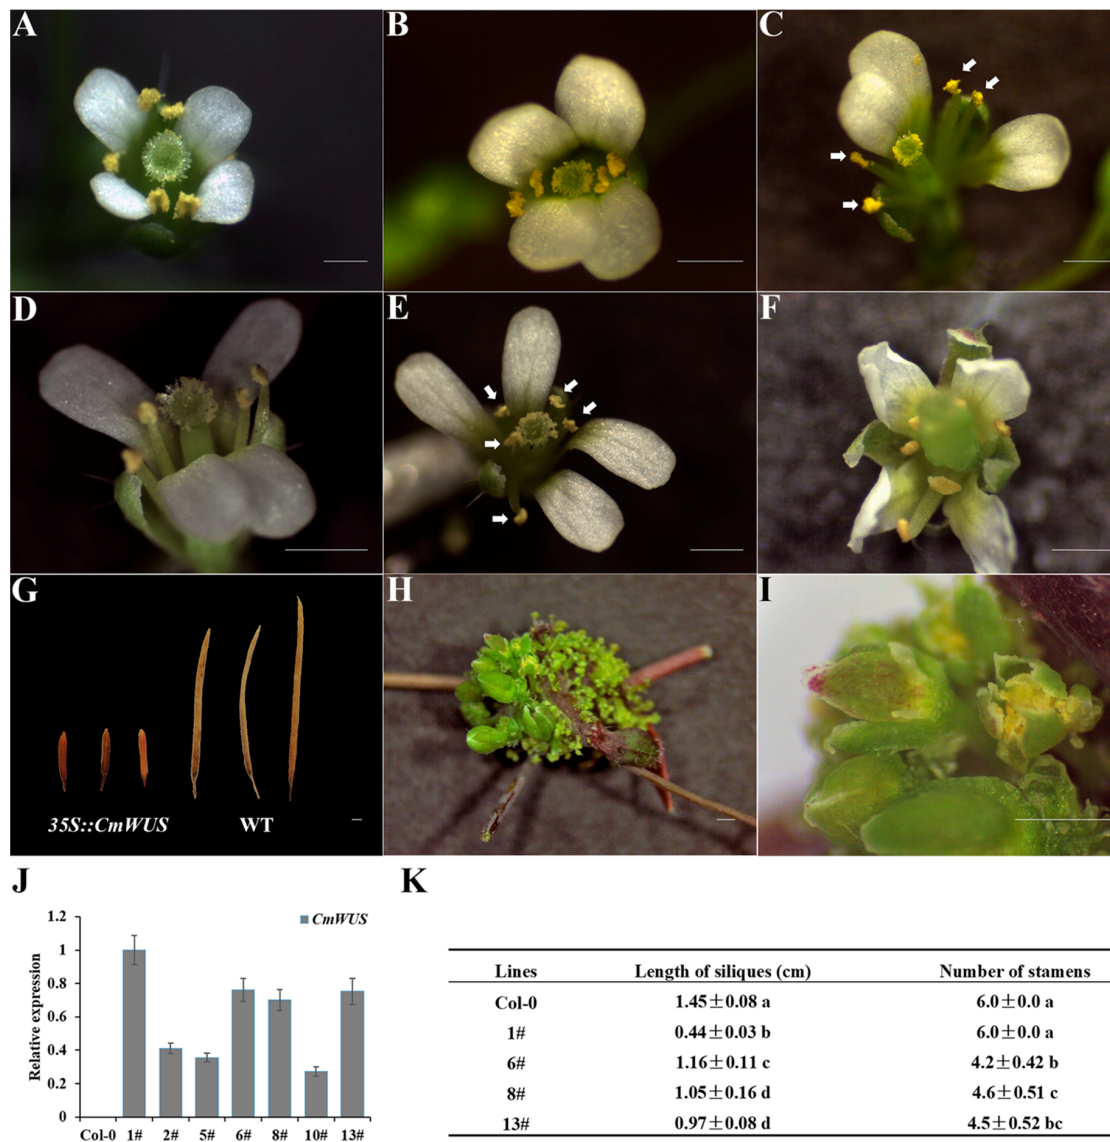 A
B
C
D
E
F
G
H
I
35S::CmWUS WT
J
K
CmWUS
Relative expression
1.2
1
0.8
0.6
0.4
0.2
0
Col-0 1# 2# 5# 6# 8# 10# 13#
Lines Length of siliques (cm) Number of stamens
Col-0 1.45±0.08 a 6.0±0.0 a
1# 0.44±0.03 b 6.0±0.0 a
6# 1.16±0.11 c 4.2±0.42 b
8# 1.05±0.16 d 4.6±0.51 c
13# 0.97±0.08 d 4.5±0.52 bc